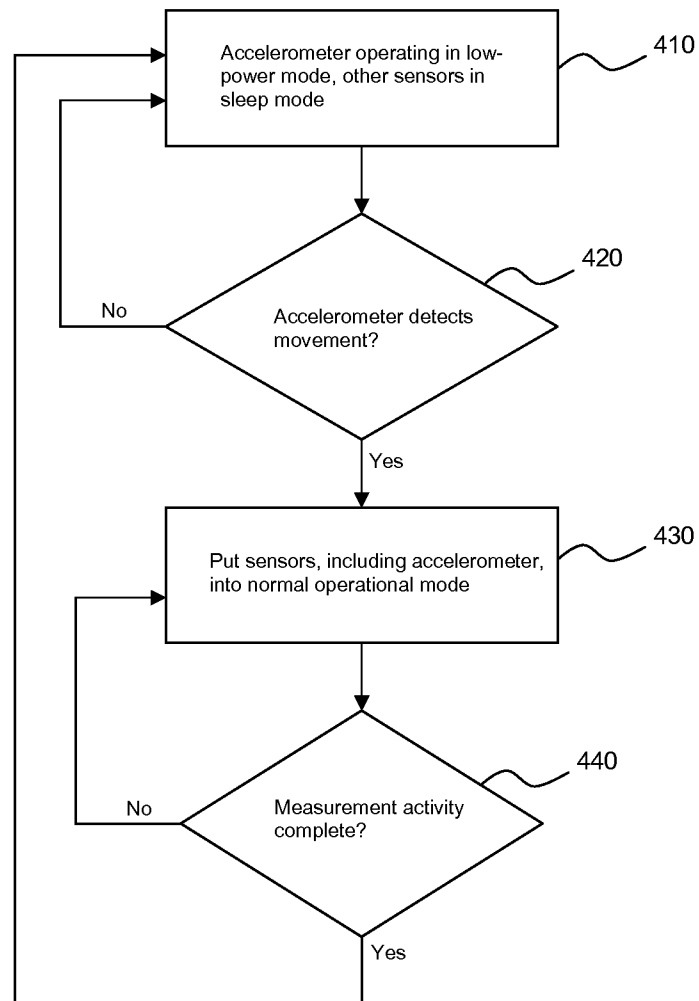 Accelerometer operating in low-
power mode, other sensors in
sleep mode
410
420
Accelerometer detects
movement?
No
Yes
430
Put sensors, including accelerometer,
into normal operational mode
440
Measurement activity
complete?
No
Yes